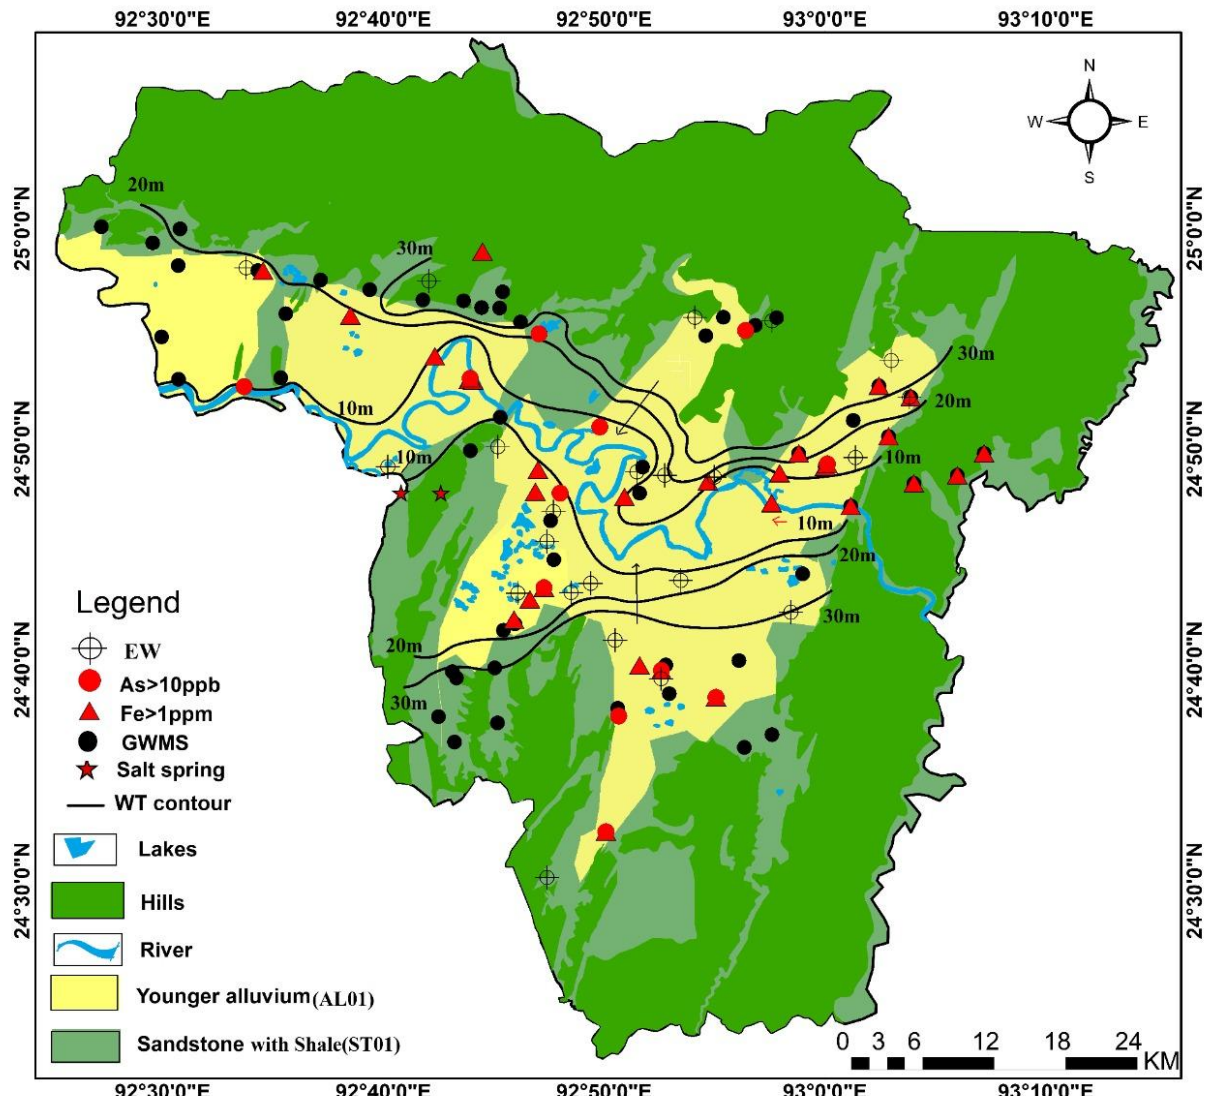 92°30'0"E 92°40'0"E 92°50'0"E 93°0'0"E 93°10'0"E
N
W E
S
20m
25°0'0"N
25°0'0"N
30m
30m
20m
10m
24°50'0"N
10m
10m
24°50'0"N
10m
20m
Legend
EW
As>10ppb
Fe>1ppm
GWMS
Salt spring
WT contour
Lakes
Hills
River
Younger alluvium(AL01)
Sandstone with Shale(ST01)
20m
30m
30m
24°40'0"N
24°40'0"N
24°30'0"N
24°30'0"N
0 3 6 12 18 24
KM
92°30'0"E 92°40'0"E 92°50'0"E 93°0'0"E 93°10'0"E